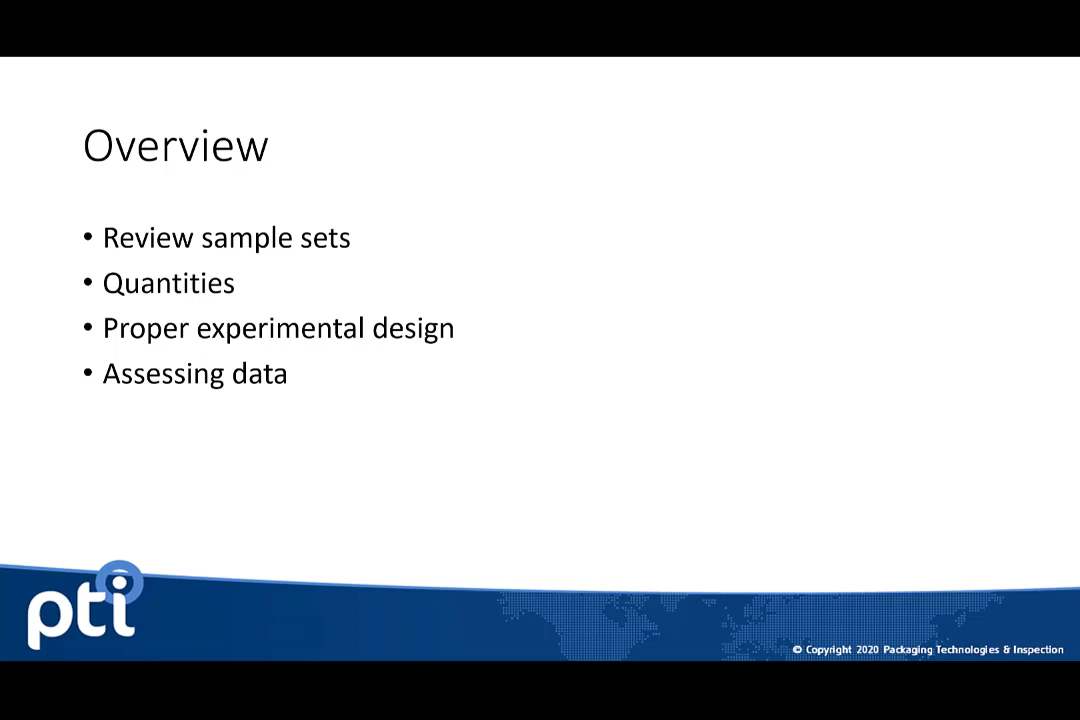 Overview
• Review sample sets
• Quantities
• Proper experimental design
• Assessing data
pti
© Copyright 2020 Packaging Technologies & Inspection